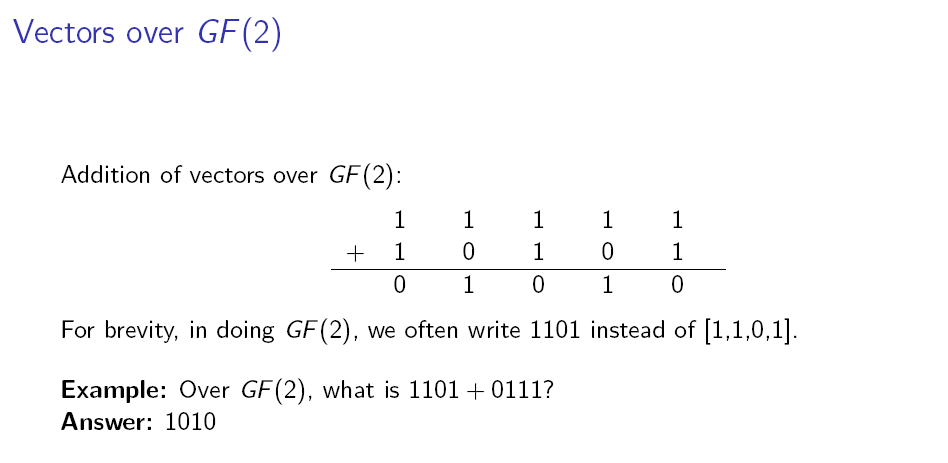 Vectors over GF(2)
Addition of vectors over GF(2):
1 1 1 1 1
+ 1 0 1 0 1
0 1 0 1 0
For brevity, in doing GF(2), we often write 1101 instead of [1,1,0,1].
Example: Over GF(2), what is 1101 + 0111?
Answer: 1010